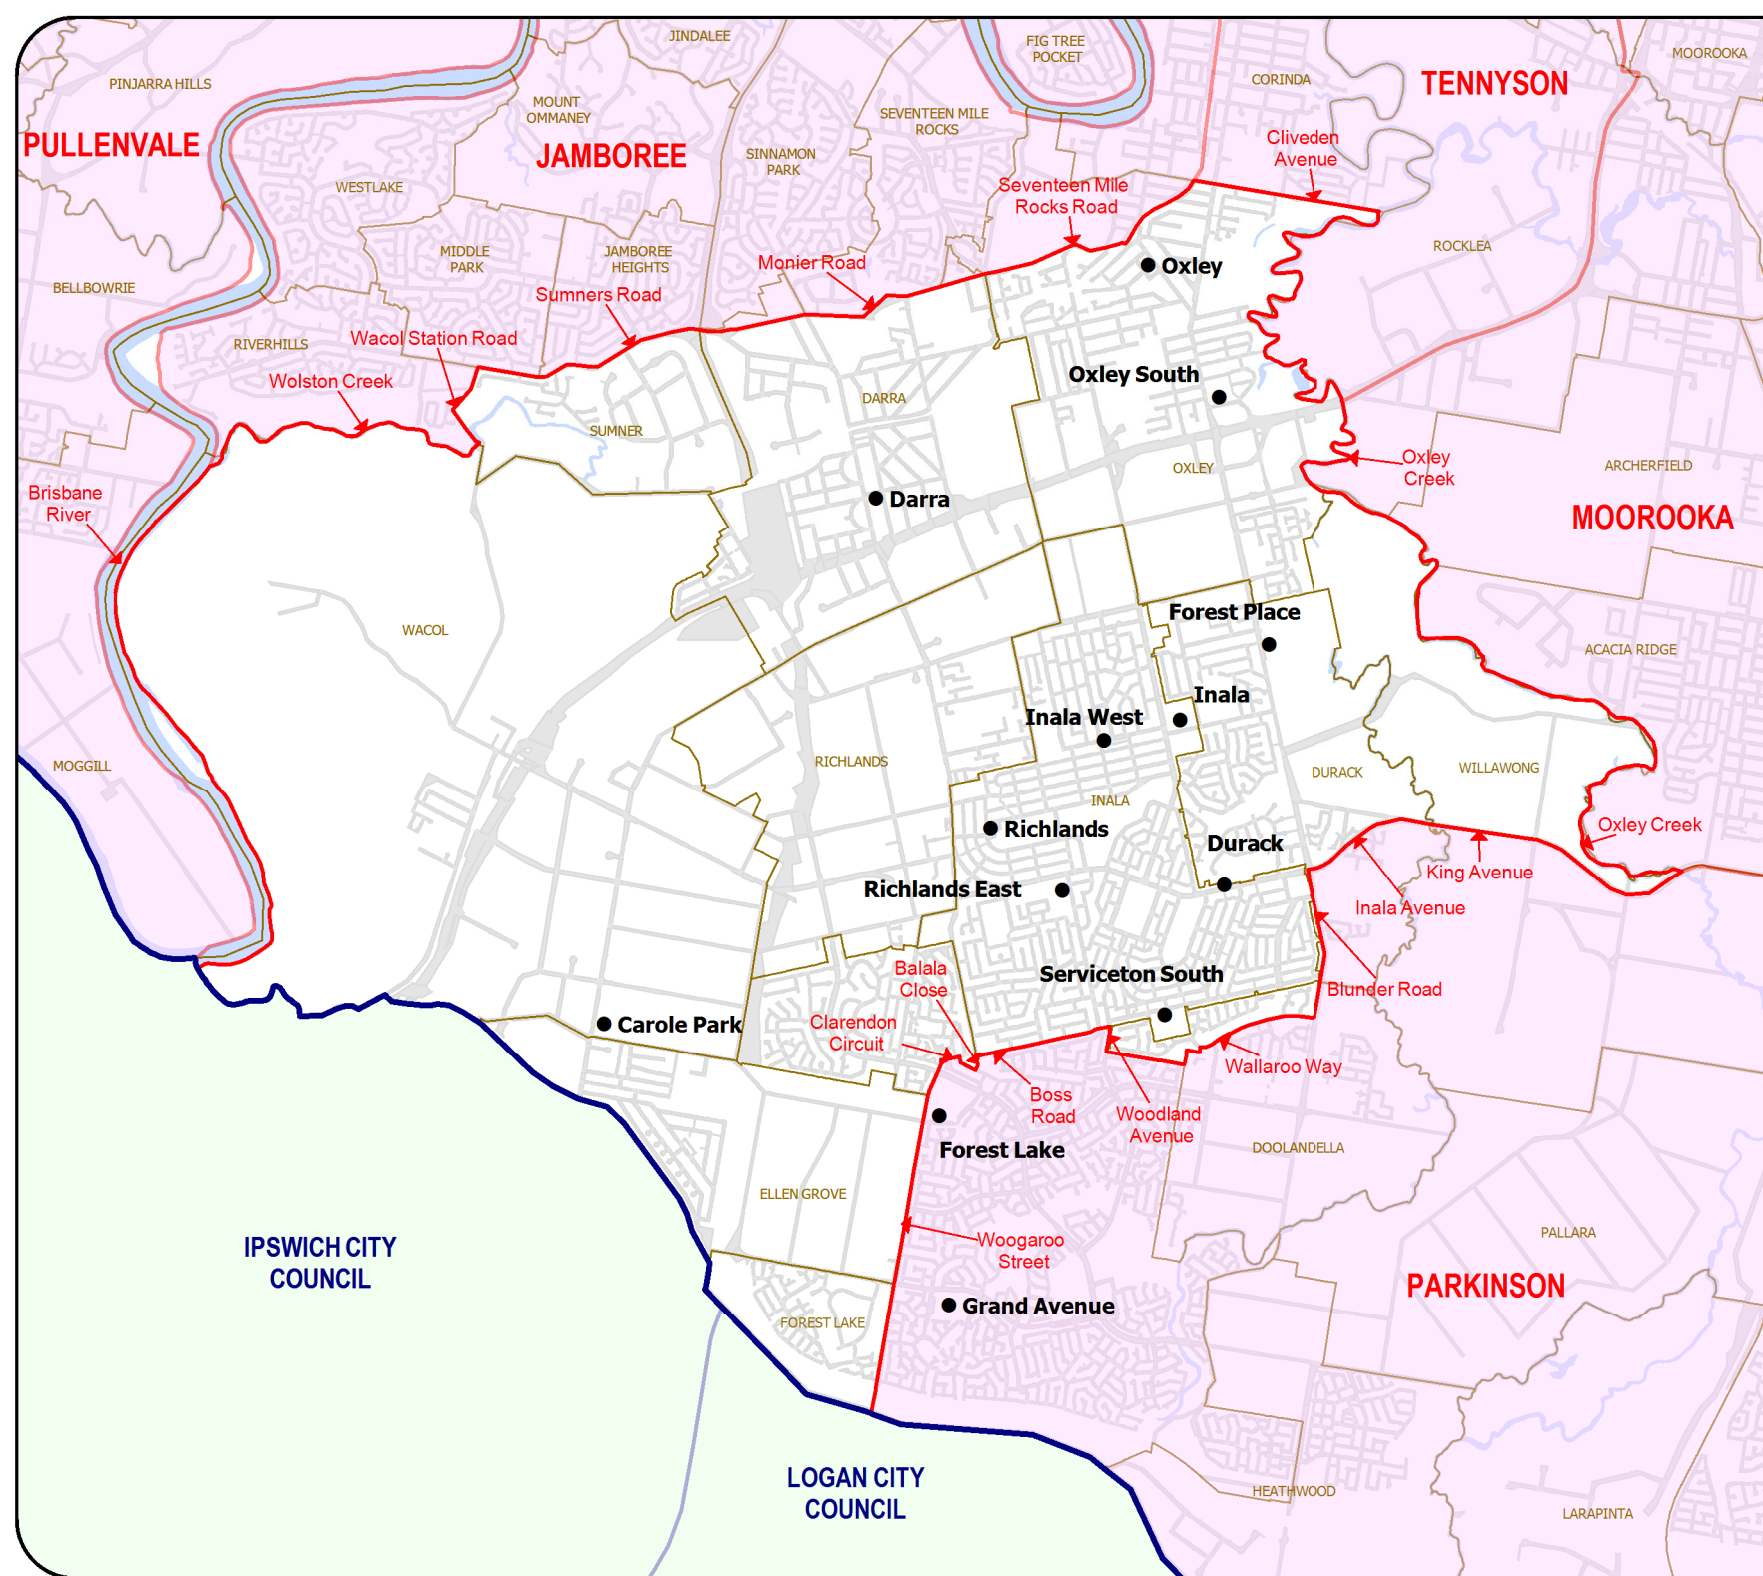 JINDALEE
FIG TREE
POCKET
MOOROOKA
PINJARRA HILLS
CORINDA
TENNYSON
MOUNT
OMMANEY
SEVENTEEN MILE
ROCKS
PULLENVALE
JAMBOREE
SINNAMON
PARK
Cliveden
Avenue
WESTLAKE
Seventeen Mile
Rocks Road
MIDDLE
PARK
JAMBOREE
HEIGHTS
Monier Road
Oxley
ROCKLEA
BELLBOWRIE
Sumners Road
RIVERHILLS
Wacol Station Road
Wolston Creek
Oxley South
DARRA
SUMNER
OXLEY
Oxley
Creek
ARCHERFIELD
Brisbane
River
Darra
MOOROOKA
WACOL
Forest Place
ACACIA RIDGE
Inala
Inala West
MOGGILL
RICHLANDS
DURACK
WILLAWONG
INALA
Richlands
Oxley Creek
Durack
King Avenue
Richlands East
Inala Avenue
Balala
Close
Serviceton South
Blunder Road
Carole Park
Clarendon
Circuit
Wallaroo Way
Boss
Road
Woodland
Avenue
Forest Lake
DOOLANDELLA
ELLEN GROVE
Woogaroo
Street
PALLARA
IPSWICH CITY
COUNCIL
PARKINSON
Grand Avenue
FOREST LAKE
LOGAN CITY
COUNCIL
HEATHWOOD
LARAPINTA